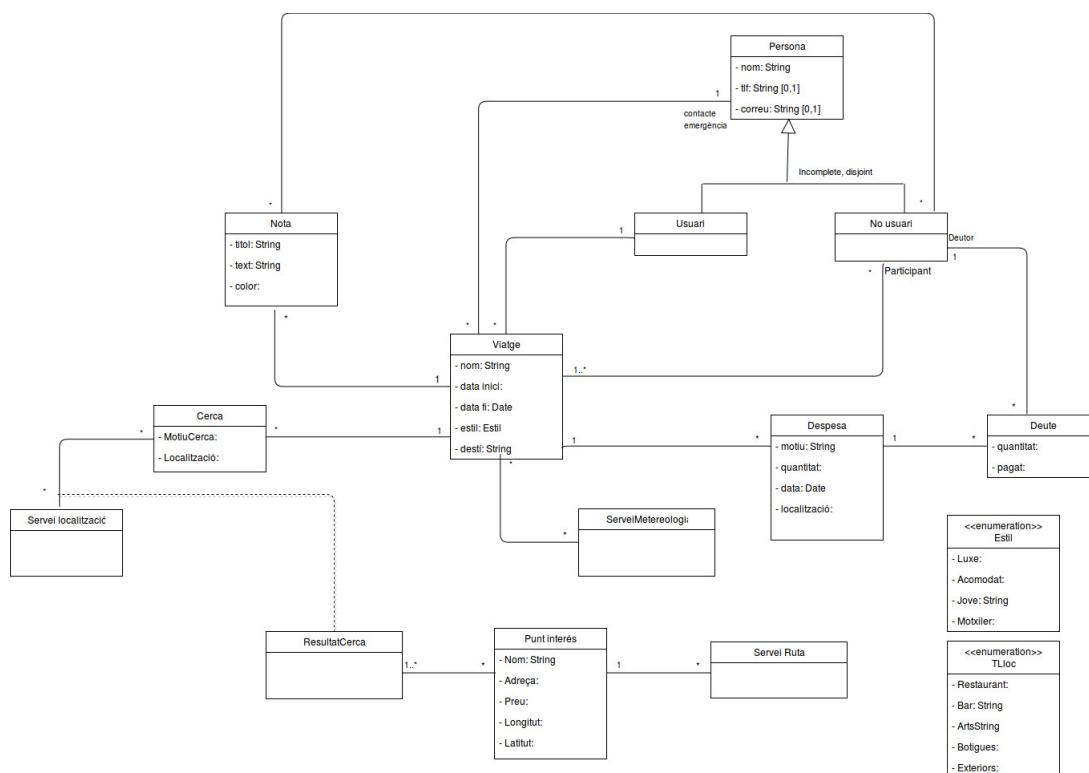 Persona
- nom: String
- tlf: String [0,1]
- correu: String [0,1]
1
contacte
emergència
Incomplete, disjoint
*
*
Nota
- titol: String
- text: String
- color:
*
Usuari
1
No usuari
Deutor
1
* Participant
* *
Viatge
- nom: String
- data inici:
- data fi: Date
- estil: Estil
- destí: String
1..*
1
1
1
*
Cerca
- MotiuCerca:
- Localització:
*
*
*
Despesa
- motiu: String
- quantitat:
- data: Date
- localització:
*
1
*
Deute
- quantitat:
- pagat:
*
*
Servei localització
ServeiMetereologia
*
<<enumeration>>
Estil
- Luxe:
- Acomodat:
- Jove: String
- Motxiler:
ResultatCerca
1..*
*
Punt interés
- Nom: String
- Adreça:
- Preu:
- Longitut:
- Latitut:
1
*
Servei Ruta
<<enumeration>>
TLloc
- Restaurant:
- Bar: String
- ArtsString
- Botigues:
- Exteriors: